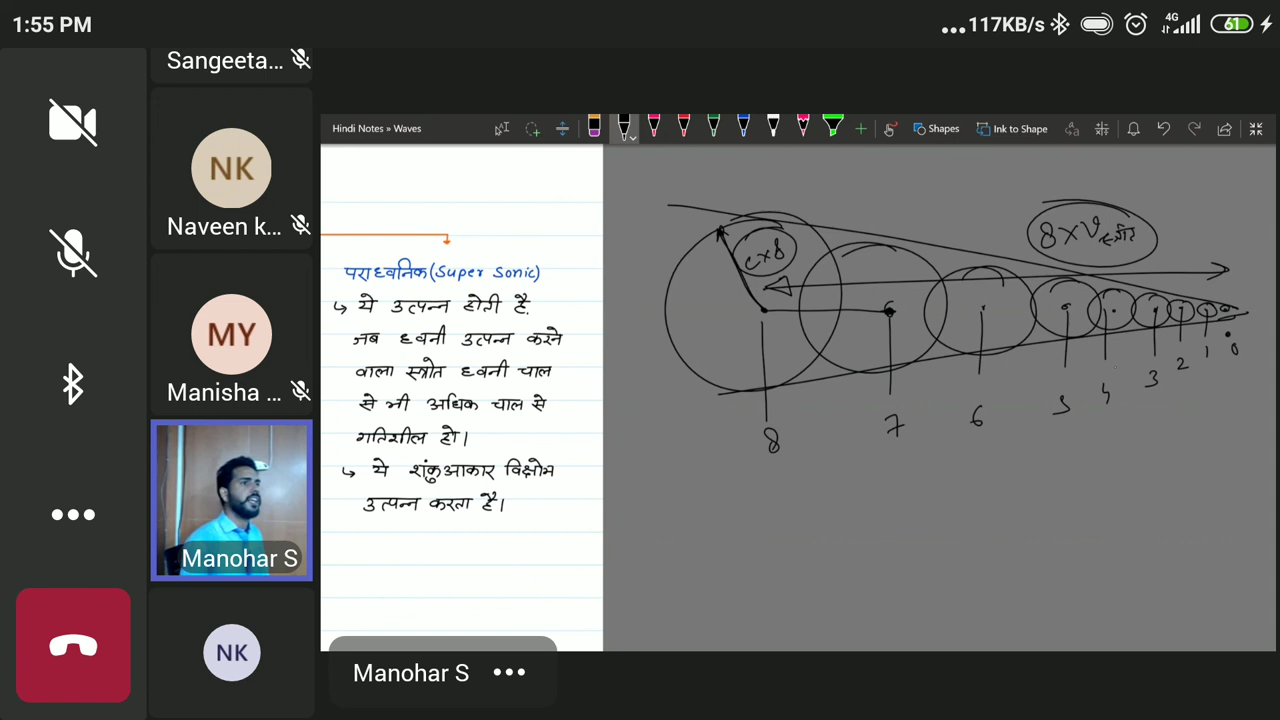 1:55 PM
...117KB/s 4G 61
Sangeeta...
NK
Naveen k...
MY
Manisha ...
Manohar S
NK
Hindi Notes » Waves
Shapes
Ink to Shape
पराध्वनिक (Super Sonic)
↳ ये उत्पन्न होती है.
जब ध्वनी उत्पन्न करने
वाला स्त्रोत ध्वनी चाल
से भी अधिक चाल से
गतिशील हो।
↳ ये शंकुआकार विक्षोभ
उत्पन्न करता है।
c×8
8×v स्त्रोत
8 7 6 5 4 3 2 1 0
Manohar S